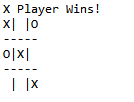 X Player Wins!
X| |O
-----
O|X|
-----
 | |X